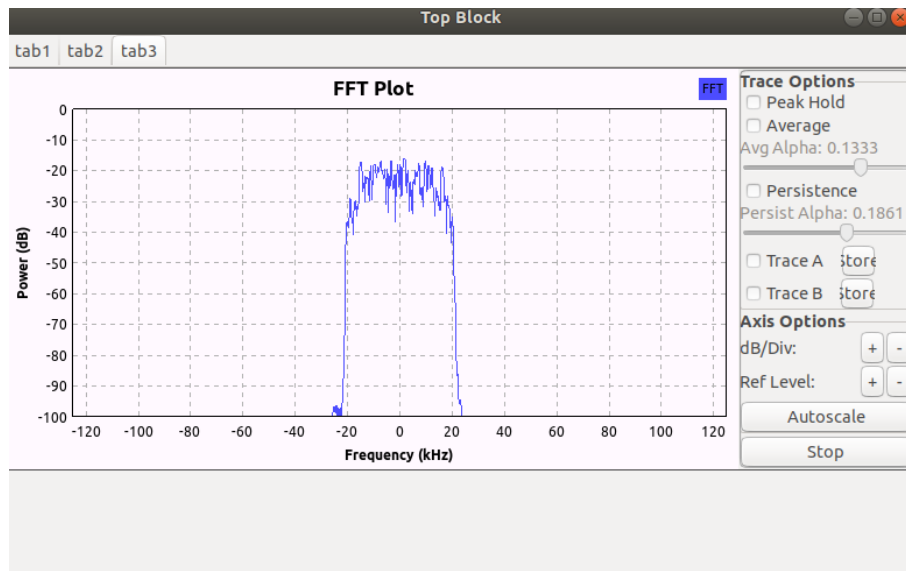 Top Block
tab1 tab2 tab3
FFT Plot
FFT
Power (dB)
0
-10
-20
-30
-40
-50
-60
-70
-80
-90
-100
-120 -100 -80 -60 -40 -20 0 20 40 60 80 100 120
Frequency (kHz)
Trace Options
Peak Hold
Average
Avg Alpha: 0.1333
Persistence
Persist Alpha: 0.1861
Trace A Store
Trace B Store
Axis Options
dB/Div: + -
Ref Level: + -
Autoscale
Stop